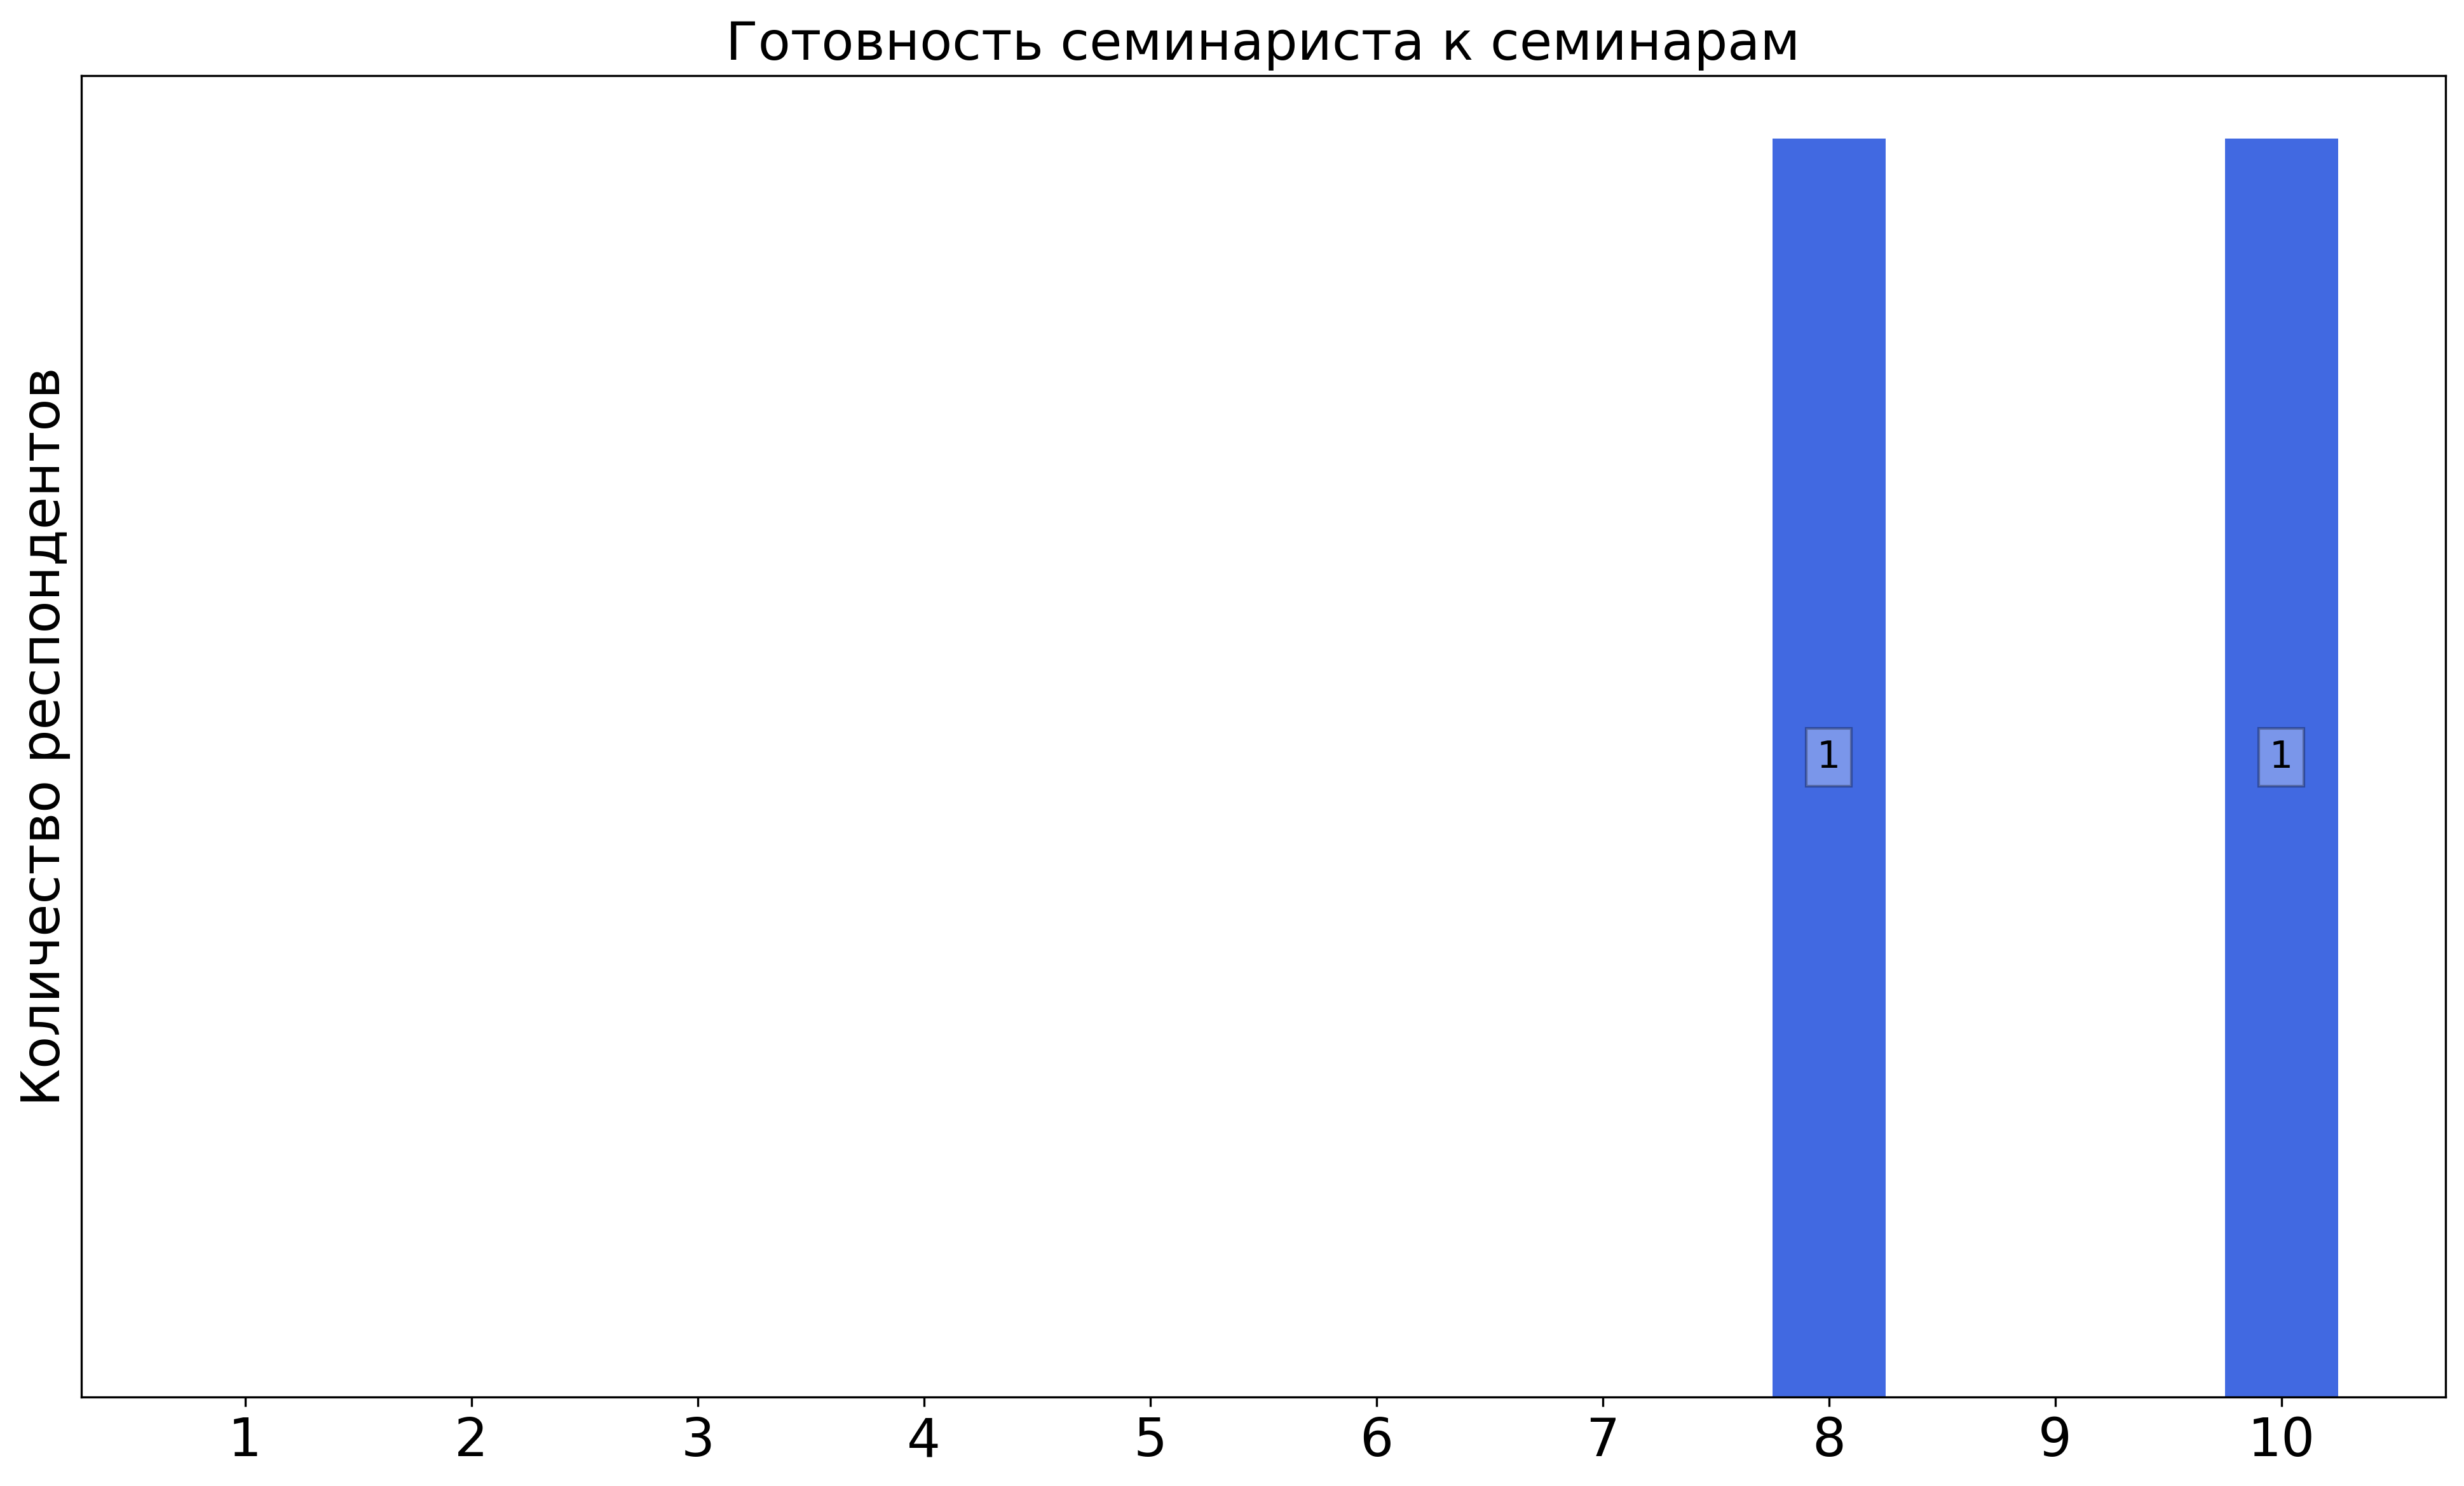 Готовность семинариста к семинарам
Количество респондентов
1 1
1 2 3 4 5 6 7 8 9 10